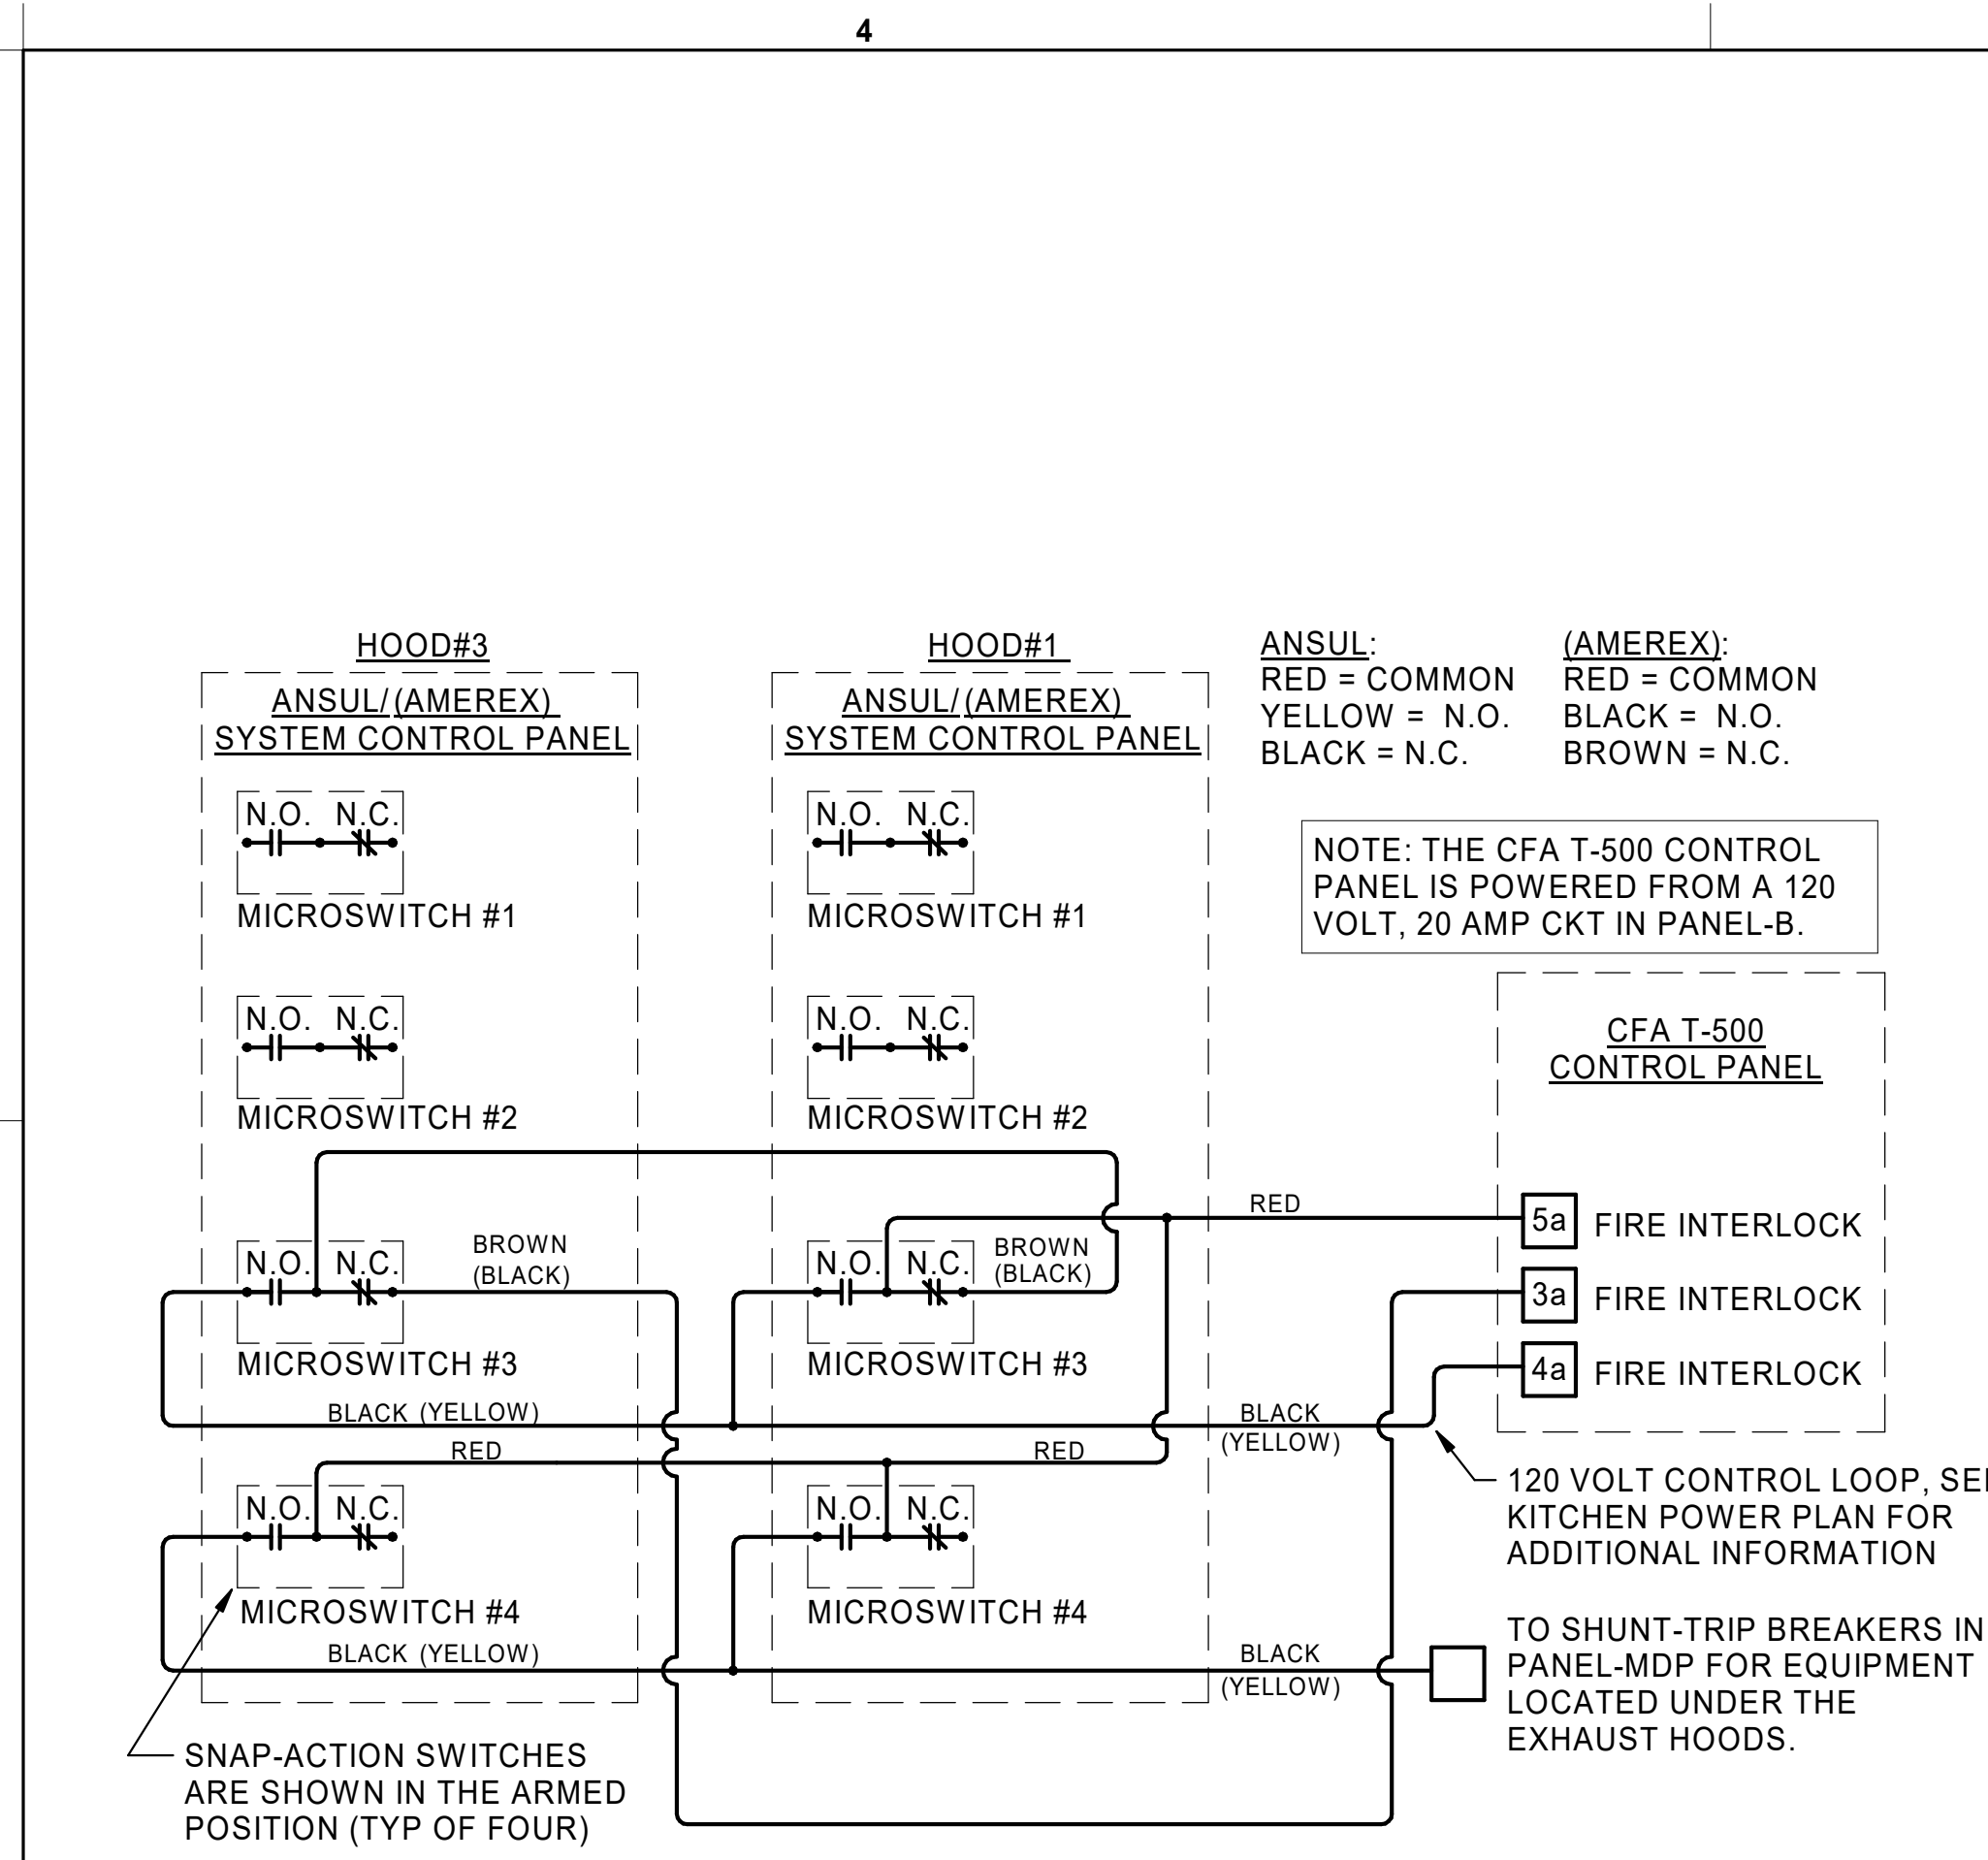 4
HOOD#3
ANSUL/(AMEREX)
SYSTEM CONTROL PANEL
N.O. N.C.
MICROSWITCH #1
N.O. N.C.
MICROSWITCH #2
N.O. N.C.
BROWN
(BLACK)
MICROSWITCH #3
BLACK (YELLOW)
RED
N.O. N.C.
MICROSWITCH #4
BLACK (YELLOW)
SNAP-ACTION SWITCHES
ARE SHOWN IN THE ARMED
POSITION (TYP OF FOUR)
HOOD#1
ANSUL/(AMEREX)
SYSTEM CONTROL PANEL
N.O. N.C.
MICROSWITCH #1
N.O. N.C.
MICROSWITCH #2
N.O. N.C.
BROWN
(BLACK)
MICROSWITCH #3
RED
N.O. N.C.
MICROSWITCH #4
ANSUL:
RED = COMMON
YELLOW = N.O.
BLACK = N.C.
(AMEREX):
RED = COMMON
BLACK = N.O.
BROWN = N.C.
NOTE: THE CFA T-500 CONTROL
PANEL IS POWERED FROM A 120
VOLT, 20 AMP CKT IN PANEL-B.
CFA T-500
CONTROL PANEL
RED
5a FIRE INTERLOCK
3a FIRE INTERLOCK
4a FIRE INTERLOCK
BLACK
(YELLOW)
120 VOLT CONTROL LOOP,
KITCHEN POWER PLAN FOR
ADDITIONAL INFORMATION
BLACK
(YELLOW)
TO SHUNT-TRIP BREAKERS IN
PANEL-MDP FOR EQUIPMENT
LOCATED UNDER THE
EXHAUST HOODS.